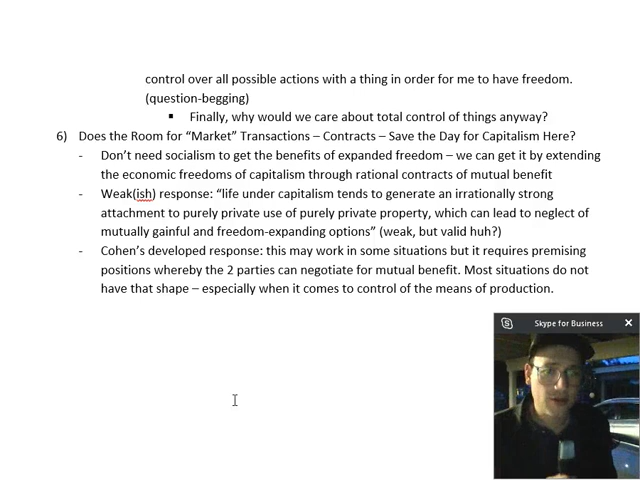 control over all possible actions with a thing in order for me to have freedom.
(question-begging)
▪ Finally, why would we care about total control of things anyway?
6) Does the Room for “Market” Transactions – Contracts – Save the Day for Capitalism Here?
- Don’t need socialism to get the benefits of expanded freedom – we can get it by extending
the economic freedoms of capitalism through rational contracts of mutual benefit
- Weak(ish) response: “life under capitalism tends to generate an irrationally strong
attachment to purely private use of purely private property, which can lead to neglect of
mutually gainful and freedom-expanding options” (weak, but valid huh?)
- Cohen’s developed response: this may work in some situations but it requires premising
positions whereby the 2 parties can negotiate for mutual benefit. Most situations do not
have that shape – especially when it comes to control of the means of production.
Skype for Business